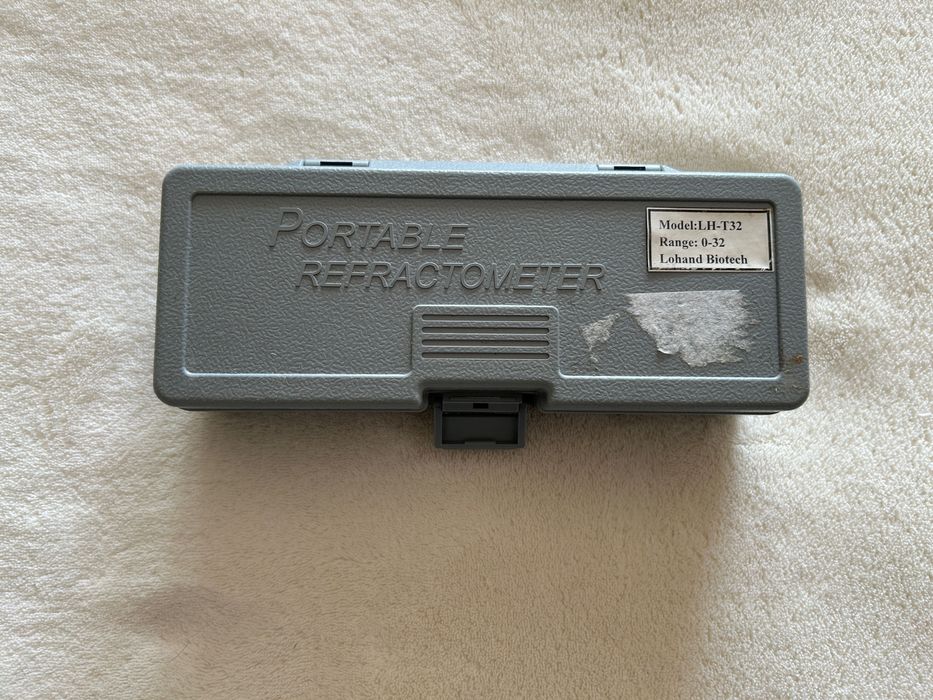 PORTABLE
REFRACTOMETER
Model:LH-T32
Range: 0-32
Lohand Biotech